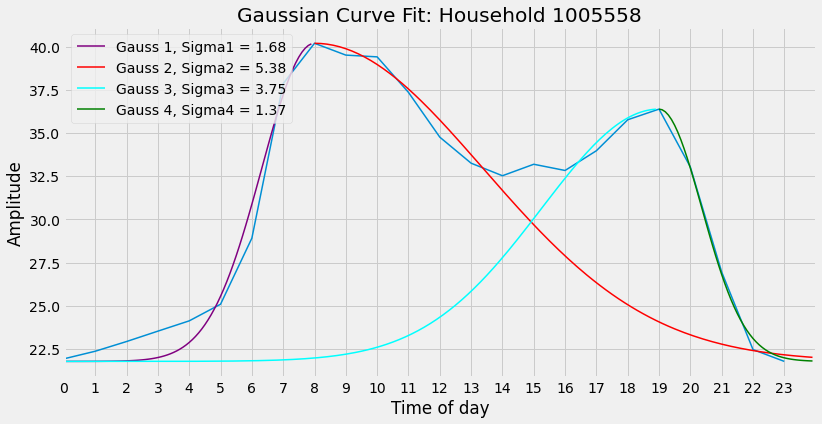 Gaussian Curve Fit: Household 1005558
Gauss 1, Sigma1 = 1.68
Gauss 2, Sigma2 = 5.38
Gauss 3, Sigma3 = 3.75
Gauss 4, Sigma4 = 1.37
Amplitude
40.0
37.5
35.0
32.5
30.0
27.5
25.0
22.5
0 1 2 3 4 5 6 7 8 9 10 11 12 13 14 15 16 17 18 19 20 21 22 23
Time of day